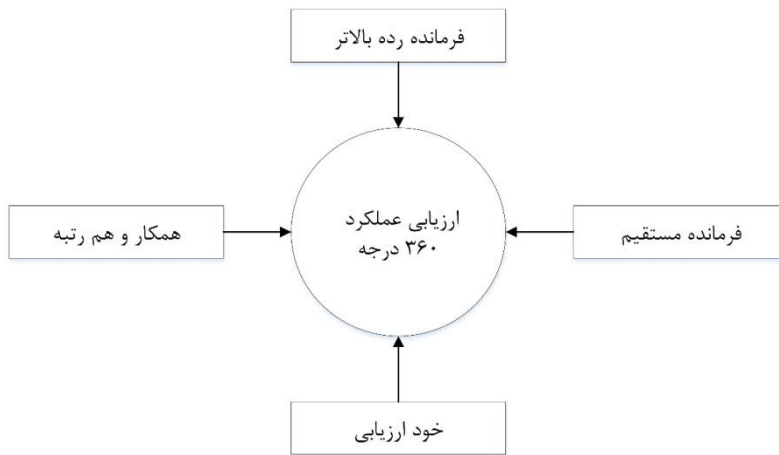 فرمانده رده بالاتر
ارزیابی عملکرد
۳۶۰ درجه
فرمانده مستقیم
همکار و هم رتبه
خود ارزیابی